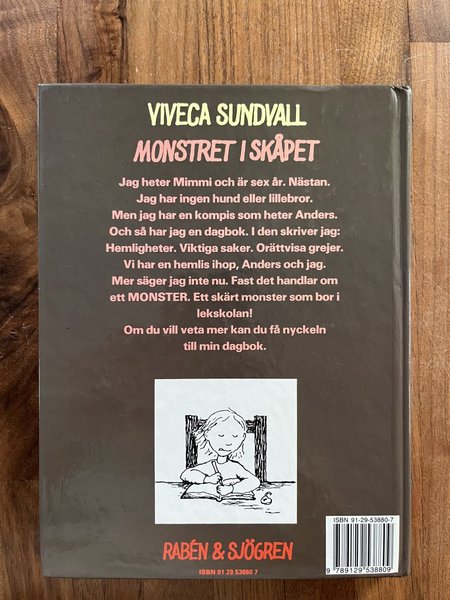 VIVECA SUNDVALL
MONSTRET I SKÅPET
Jag heter Mimmi och är sex år. Nästan.
Jag har ingen hund eller lillebror.
Men jag har en kompis som heter Anders.
Och så har jag en dagbok. I den skriver jag:
Hemligheter. Viktiga saker. Orättvisa grejer.
Vi har en hemlis ihop, Anders och jag.
Mer säger jag inte nu. Fast det handlar om
ett MONSTER. Ett skärt monster som bor i
lekskolan!
Om du vill veta mer kan du få nyckeln
till min dagbok.
RABÉN & SJÖGREN
ISBN 91 29 53880 7
ISBN 91-29-53880-7
9 789129 538809